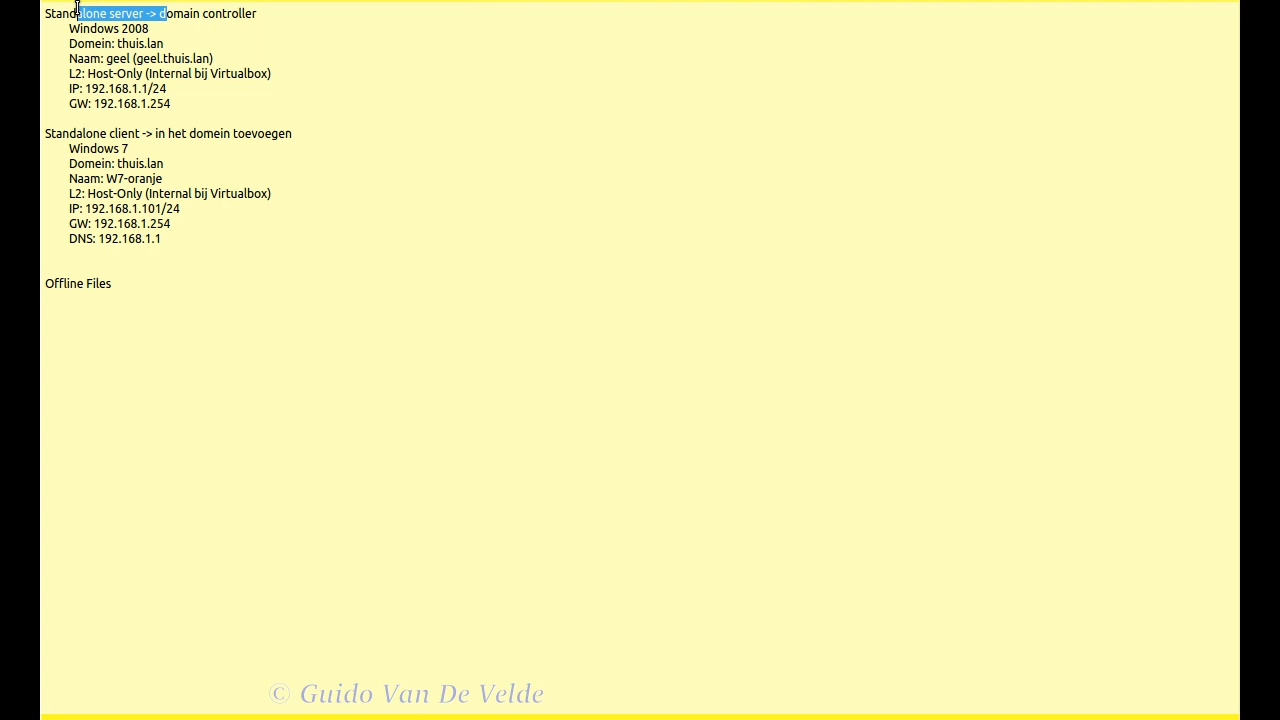 Standalone server -> domain controller
Windows 2008
Domein: thuis.lan
Naam: geel (geel.thuis.lan)
L2: Host-Only (Internal bij Virtualbox)
IP: 192.168.1.1/24
GW: 192.168.1.254
Standalone client -> in het domein toevoegen
Windows 7
Domein: thuis.lan
Naam: W7-oranje
L2: Host-Only (Internal bij Virtualbox)
IP: 192.168.1.101/24
GW: 192.168.1.254
DNS: 192.168.1.1
Offline Files
© Guido Van De Velde